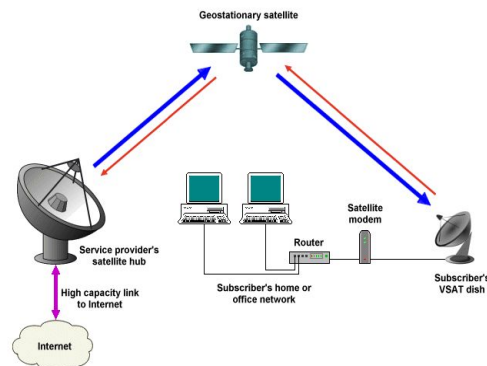 Geostationary satellite
Satellite
modem
Service provider's
satellite hub
Router
High capacity link
to Internet
Subscriber's home or
office network
Subscriber's
VSAT dish
Internet